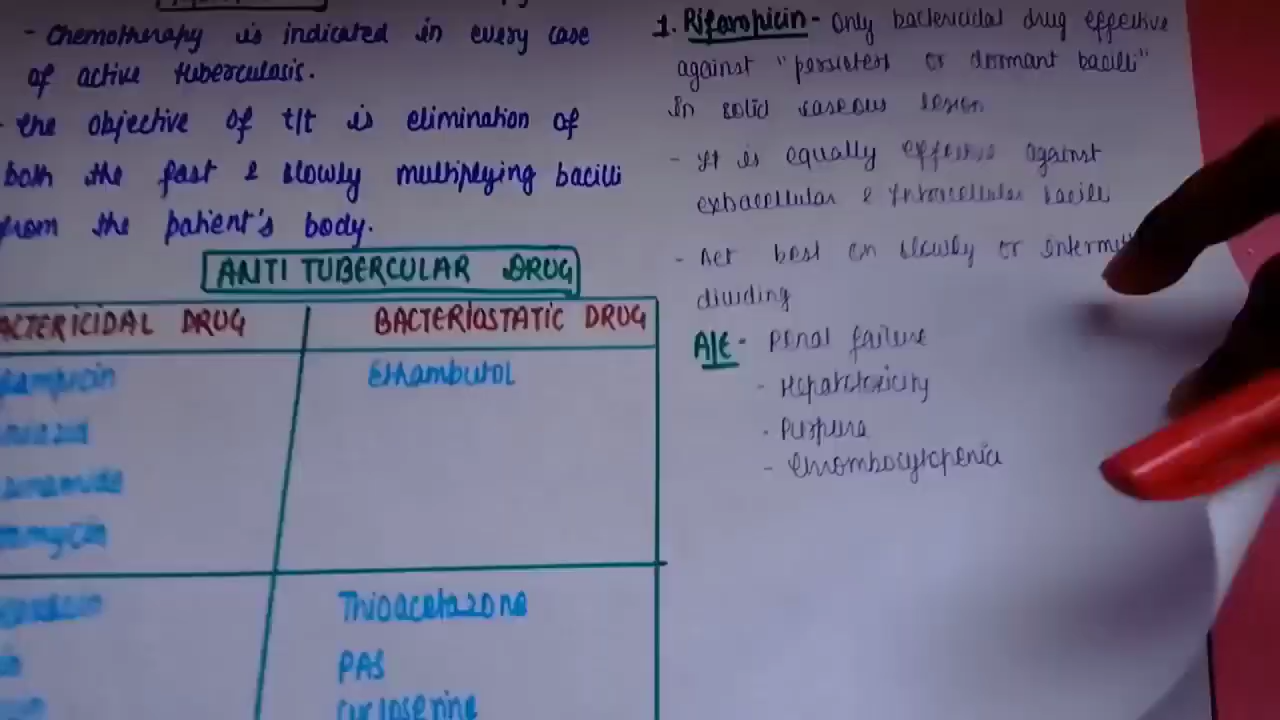 - Chemotherapy is indicated in every case
of active tuberculosis.
- the objective of t/t is elimination of
both the fast & slowly multiplying bacilli
from the patient's body.
ANTI TUBERCULAR DRUG
ACTERICIDAL DRUG
BACTERIOSTATIC DRUG
Ethambutol
Thioacetazone
PAS
cycloserine
1. Rifampicin - Only bactericidal drug effective
against "persisters or dormant bacilli"
In solid caseous lesion
- It is equally effective against
extracellular & Intracellular bacilli
- Act best on slowly or intermit
dividing
A/E - Renal failure
- Hepatotoxicity
- Purpura
- thrombocytopenia